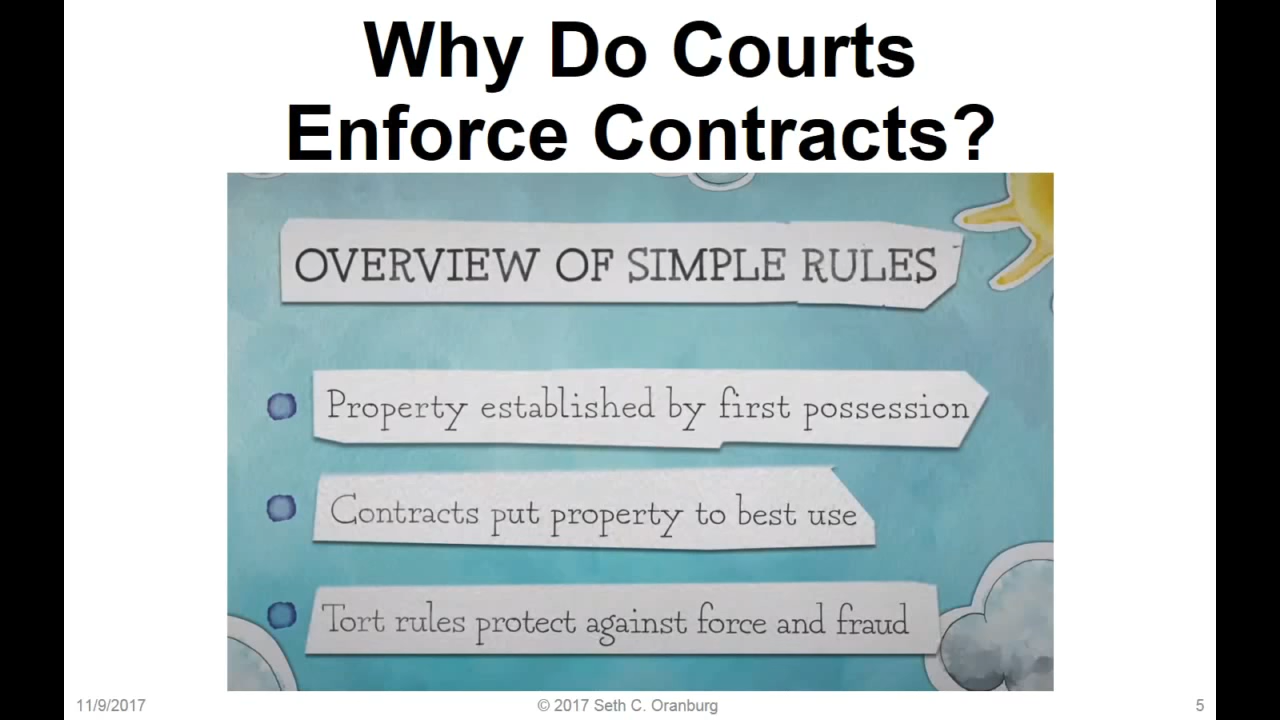 Why Do Courts
Enforce Contracts?
OVERVIEW OF SIMPLE RULES
Property established by first possession
Contracts put property to best use
Tort rules protect against force and fraud
11/9/2017
© 2017 Seth C. Oranburg
5